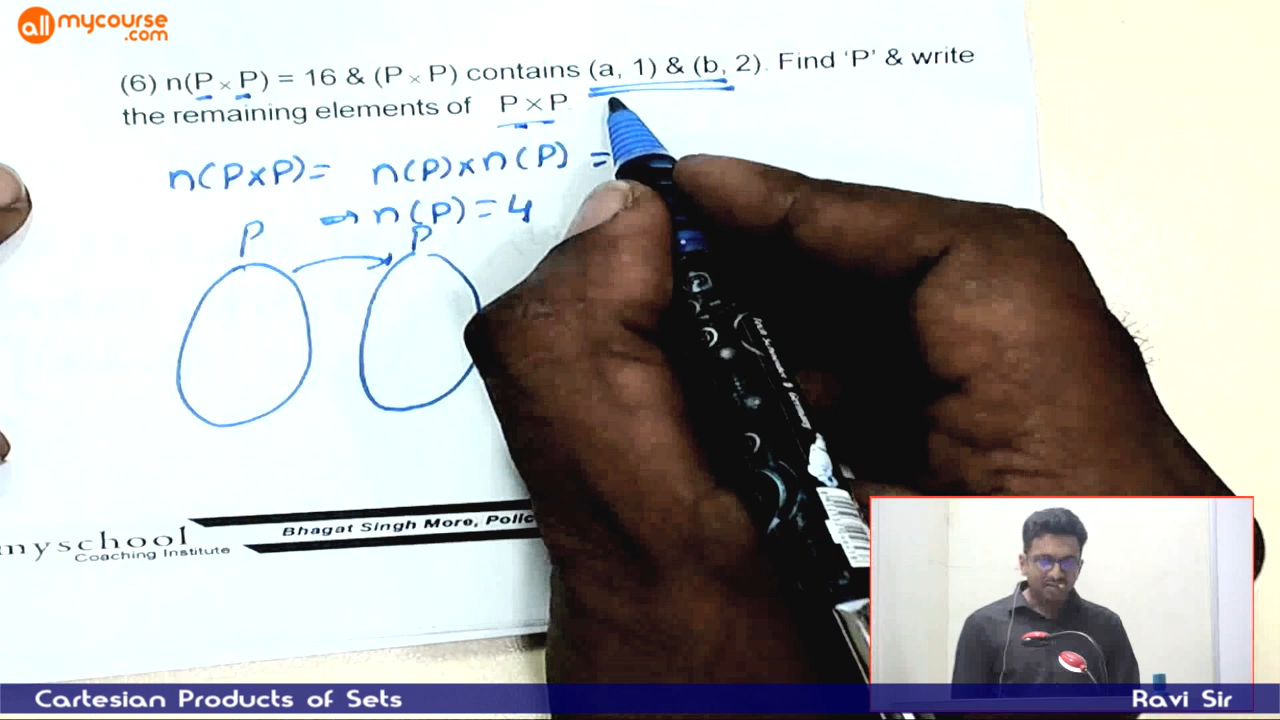 allmycourse
.com
(6) n(P × P) = 16 & (P × P) contains (a, 1) & (b, 2). Find ‘P’ & write
the remaining elements of P × P.
n(P×P)= n(P)×n(P) =
⇒ n(P)=4
P P
myschool
Coaching Institute
Bhagat Singh More, Polic
Cartesian Products of Sets
Ravi Sir